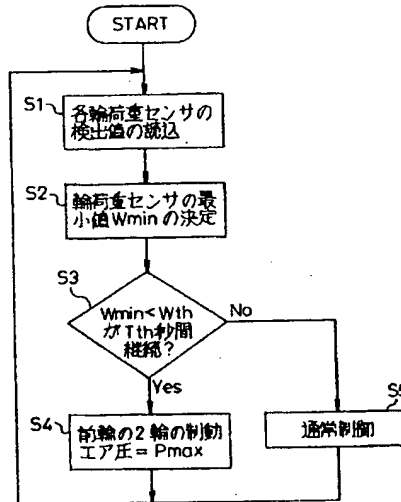 START
S1
各輪荷重センサの
検出値の読込
S2
輪荷重センサの最
小値Wminの決定
S3
Wmin<Wth
がTth秒間
継続?
No
Yes
S4
前輪の2輪の制動
エア圧=Pmax
S5
通常制御